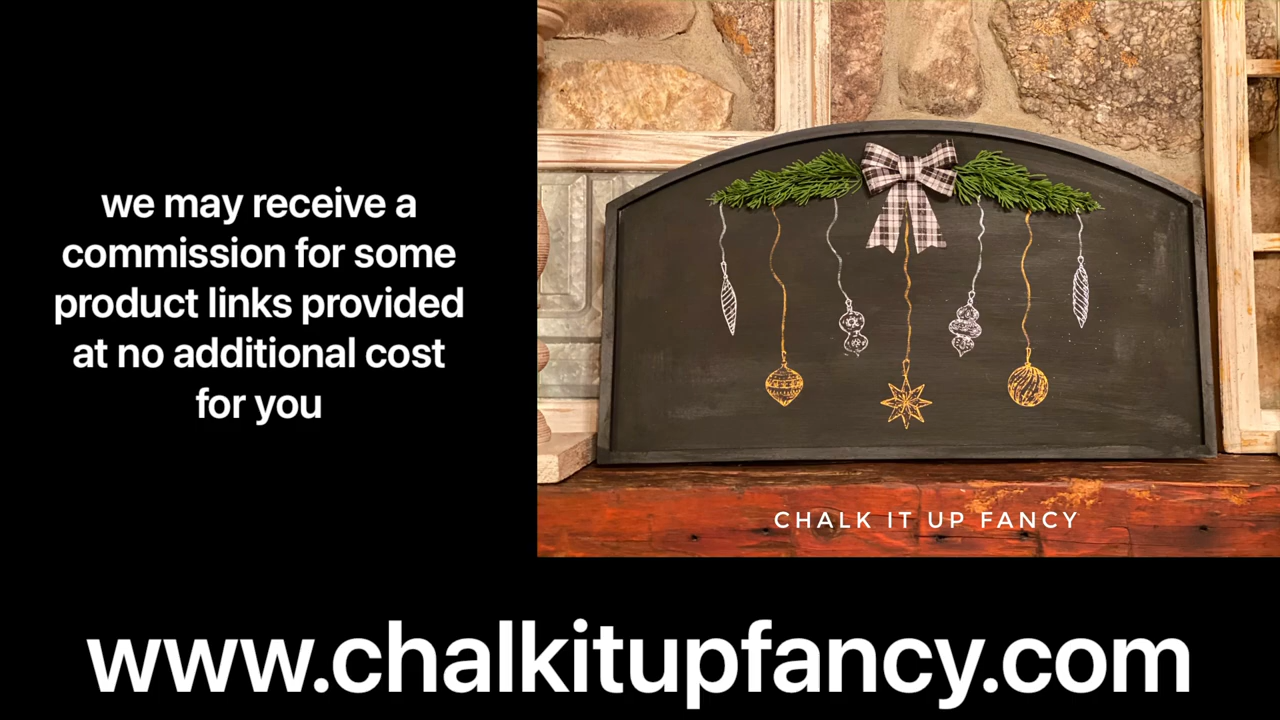 we may receive a
commission for some
product links provided
at no additional cost
for you
CHALK IT UP FANCY
www.chalkitupfancy.com